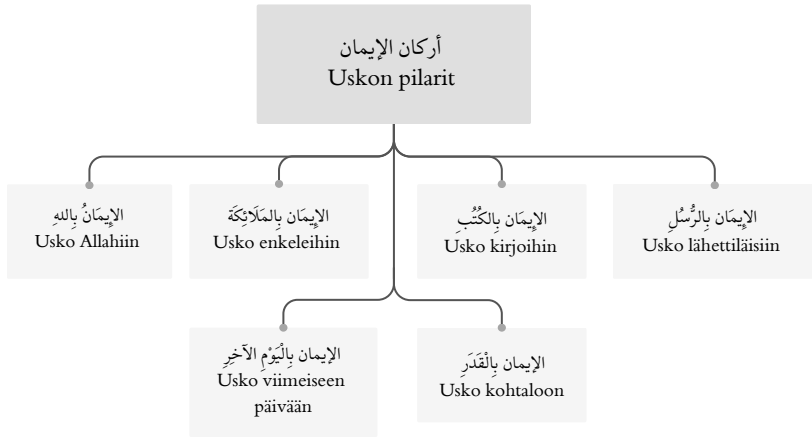 أركان الإيمان
Uskon pilarit
الإِيمَانُ بِاللهِ
Usko Allahiin
الإِيمَان بِالمَلَائِكَة
Usko enkeleihin
الإِيمَان بِالكُتُبِ
Usko kirjoihin
الإِيمَان بِالرُّسُلِ
Usko lähettiläisiin
الإيمان بِالْيَوْمِ الآخِرِ
Usko viimeiseen
päivään
الإيمان بِالْقَدَرِ
Usko kohtaloon